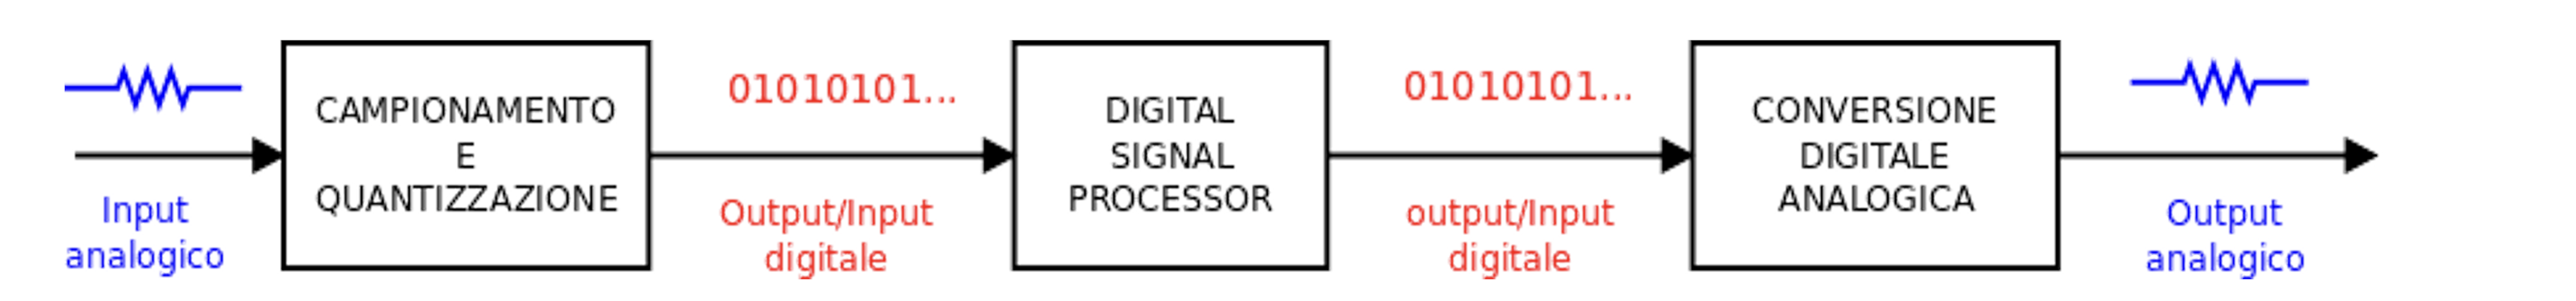 Input
analogico
CAMPIONAMENTO
E
QUANTIZZAZIONE
01010101...
Output/Input
digitale
DIGITAL
SIGNAL
PROCESSOR
01010101...
output/Input
digitale
CONVERSIONE
DIGITALE
ANALOGICA
Output
analogico